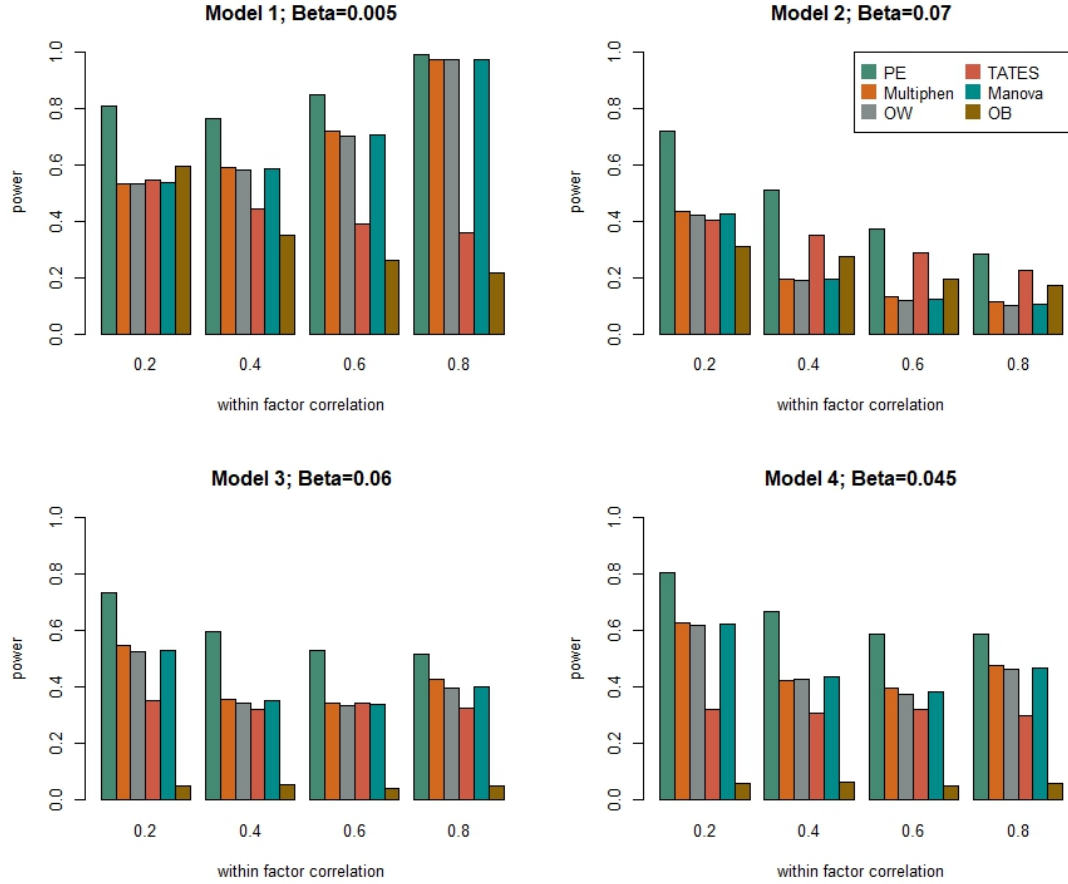 Model 1; Beta=0.005
power
0.0 0.2 0.4 0.6 0.8 1.0
0.2 0.4 0.6 0.8
within factor correlation
Model 2; Beta=0.07
PE TATES
Multiphen Manova
OW OB
power
0.0 0.2 0.4 0.6 0.8 1.0
0.2 0.4 0.6 0.8
within factor correlation
Model 3; Beta=0.06
power
0.0 0.2 0.4 0.6 0.8 1.0
0.2 0.4 0.6 0.8
within factor correlation
Model 4; Beta=0.045
power
0.0 0.2 0.4 0.6 0.8 1.0
0.2 0.4 0.6 0.8
within factor correlation